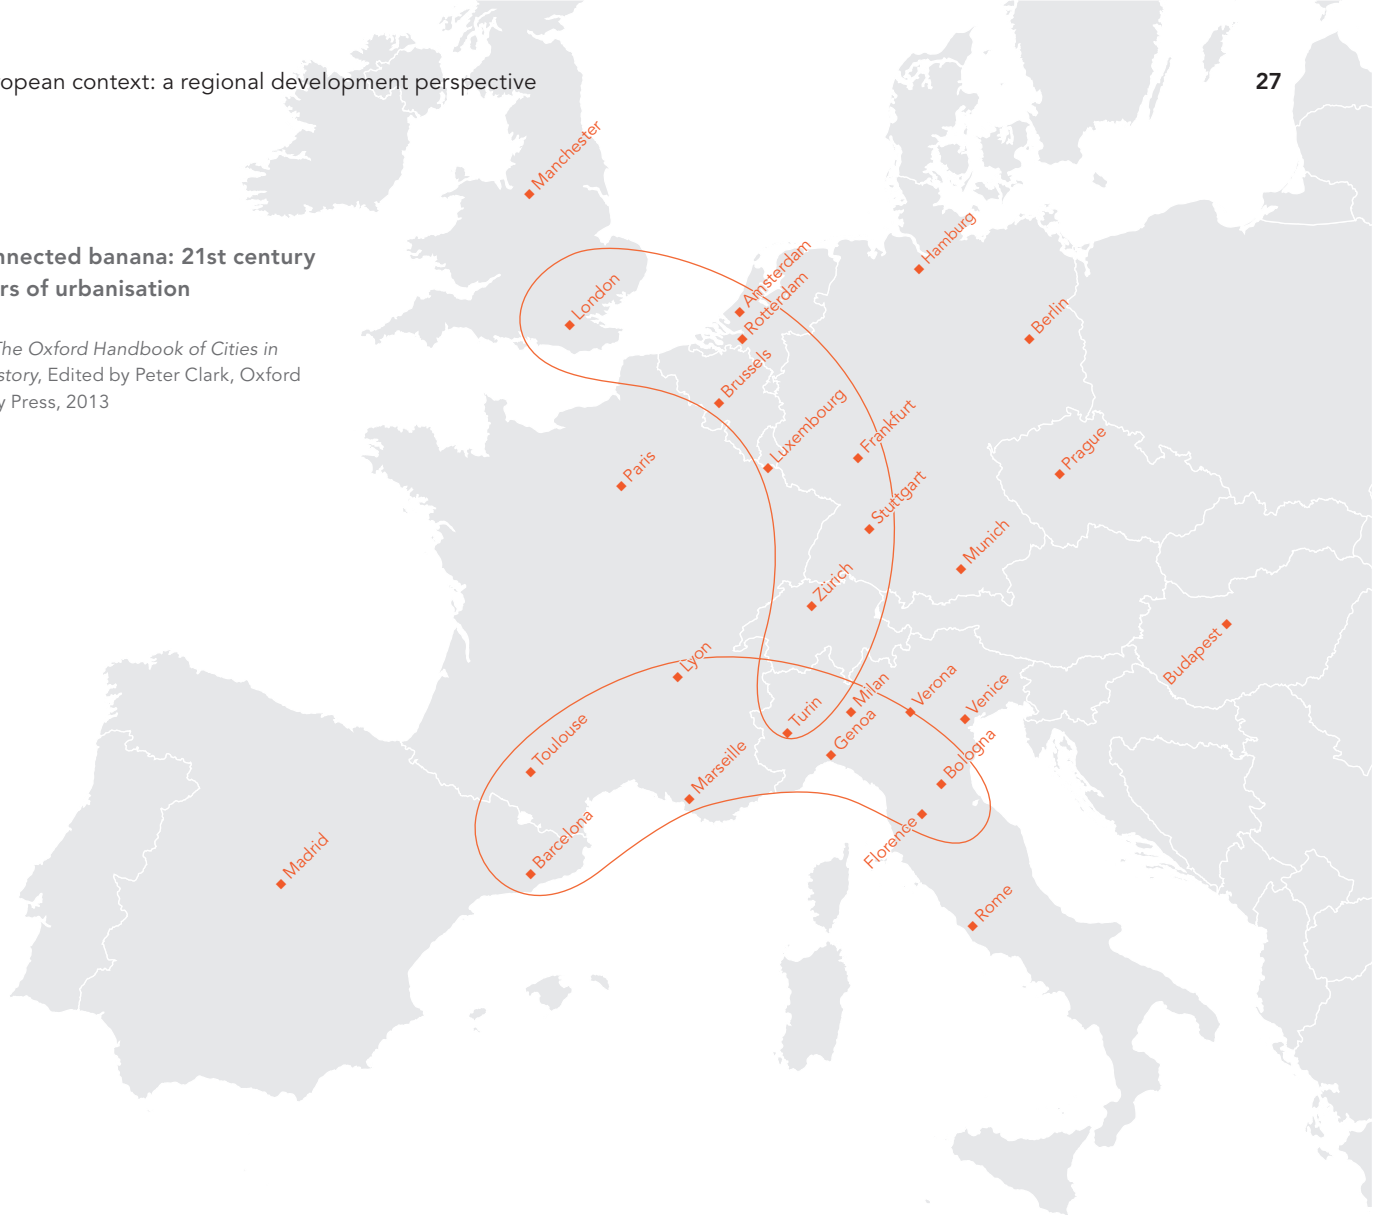 ropean context: a regional development perspective
27
nnected banana: 21st century
rs of urbanisation
The Oxford Handbook of Cities in
story, Edited by Peter Clark, Oxford
y Press, 2013
Manchester
London
Amsterdam
Rotterdam
Hamburg
Berlin
Brussels
Luxembourg
Frankfurt
Prague
Paris
Stuttgart
Munich
Zürich
Budapest
Lyon
Turin
Milan
Genoa
Verona
Venice
Toulouse
Marseille
Bologna
Florence
Barcelona
Madrid
Rome